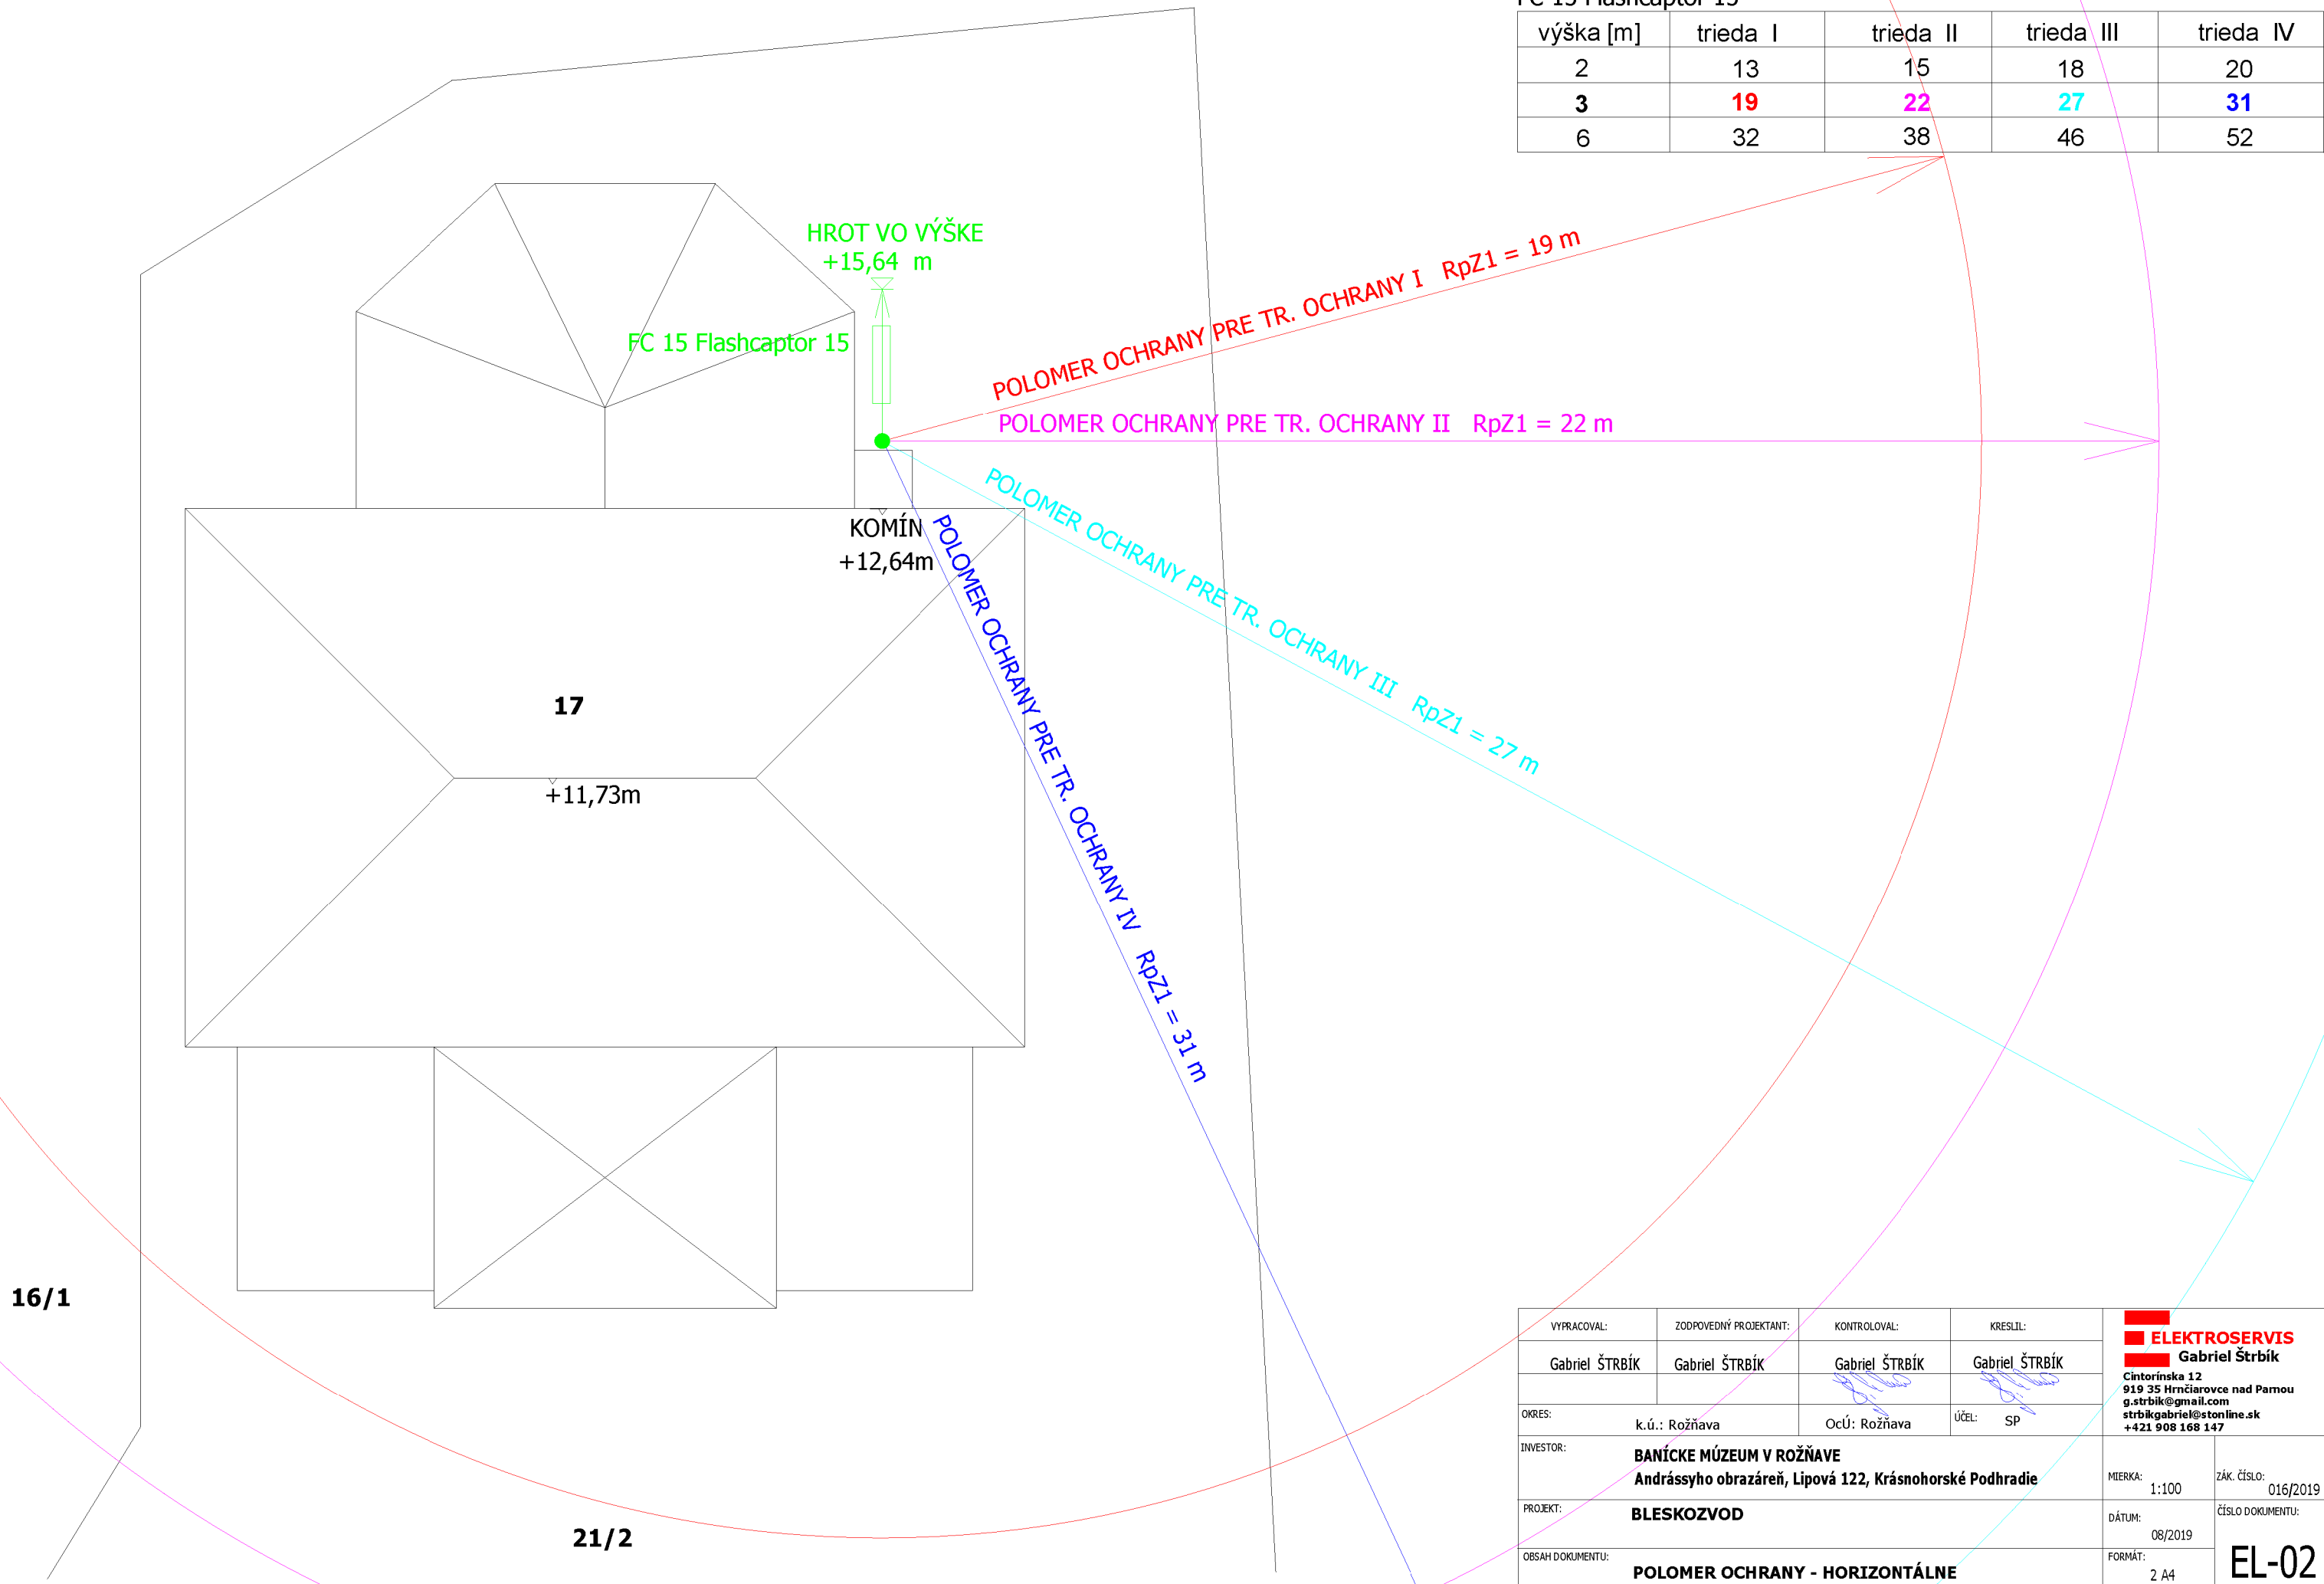 FC 15 Flashcaptor 15
výška [m] trieda I trieda II trieda III trieda IV
2 13 15 18 20
3 19 22 27 31
6 32 38 46 52
HROT VO VÝŠKE
+15,64 m
FC 15 Flashcaptor 15
POLOMER OCHRANY PRE TR. OCHRANY I RpZ1 = 19 m
POLOMER OCHRANY PRE TR. OCHRANY II RpZ1 = 22 m
POLOMER OCHRANY PRE TR. OCHRANY III RpZ1 = 27 m
POLOMER OCHRANY PRE TR. OCHRANY IV RpZ1 = 31 m
KOMÍN
+12,64m
17
+11,73m
16/1
21/2
VYPRACOVAL: ZODPOVEDNÝ PROJEKTANT: KONTROLOVAL: KRESLIL:
Gabriel ŠTRBÍK Gabriel ŠTRBÍK Gabriel ŠTRBÍK Gabriel ŠTRBÍK
ELEKTROSERVIS
Gabriel Štrbík
Cintorínska 12
919 35 Hrnčiarovce nad Parnou
g.strbik@gmail.com
strbikgabriel@stonline.sk
+421 908 168 147
OKRES: k.ú.: Rožňava OcÚ: Rožňava ÚČEL: SP
INVESTOR: BANÍCKE MÚZEUM V ROŽŇAVE
Andrássyho obrazáreň, Lipová 122, Krásnohorské Podhradie
MIERKA: 1:100
ZÁK. ČÍSLO: 016/2019
PROJEKT: BLESKOZVOD
DÁTUM: 08/2019
ČÍSLO DOKUMENTU:
EL-02
OBSAH DOKUMENTU: POLOMER OCHRANY - HORIZONTÁLNE
FORMÁT: 2 A4